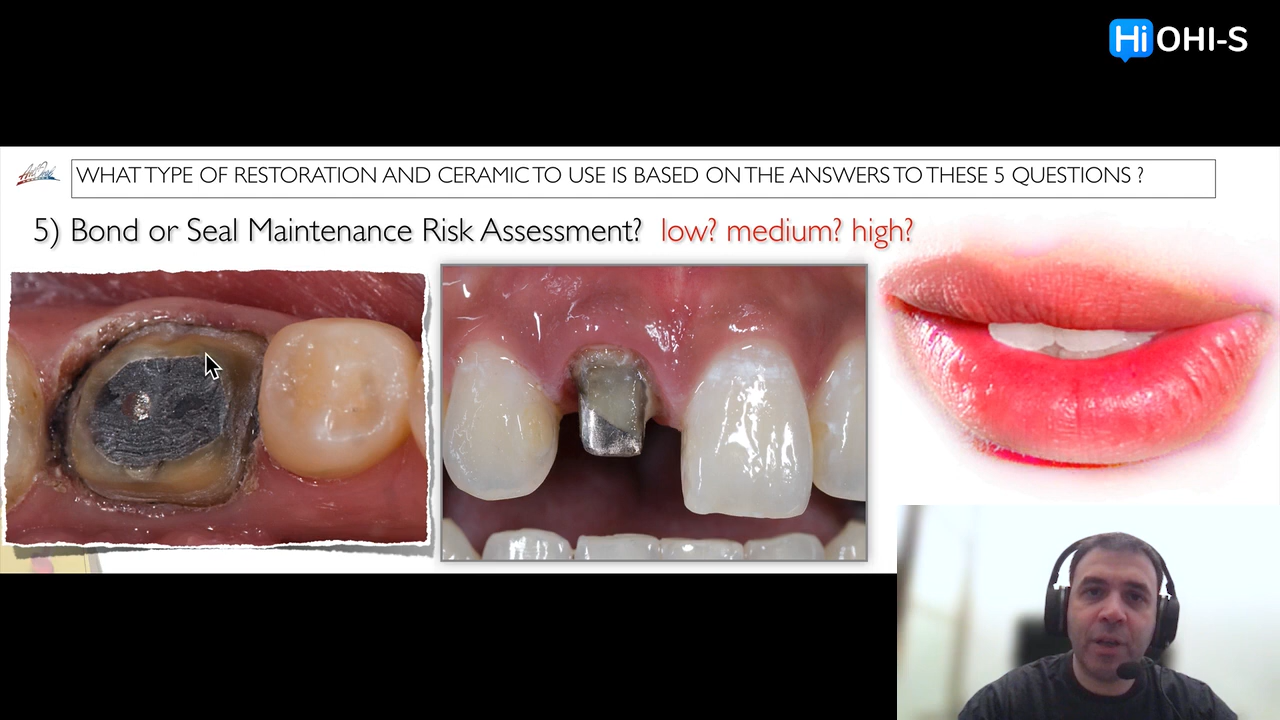 Hi OHI-S
WHAT TYPE OF RESTORATION AND CERAMIC TO USE IS BASED ON THE ANSWERS TO THESE 5 QUESTIONS ?
5) Bond or Seal Maintenance Risk Assessment? low? medium? high?